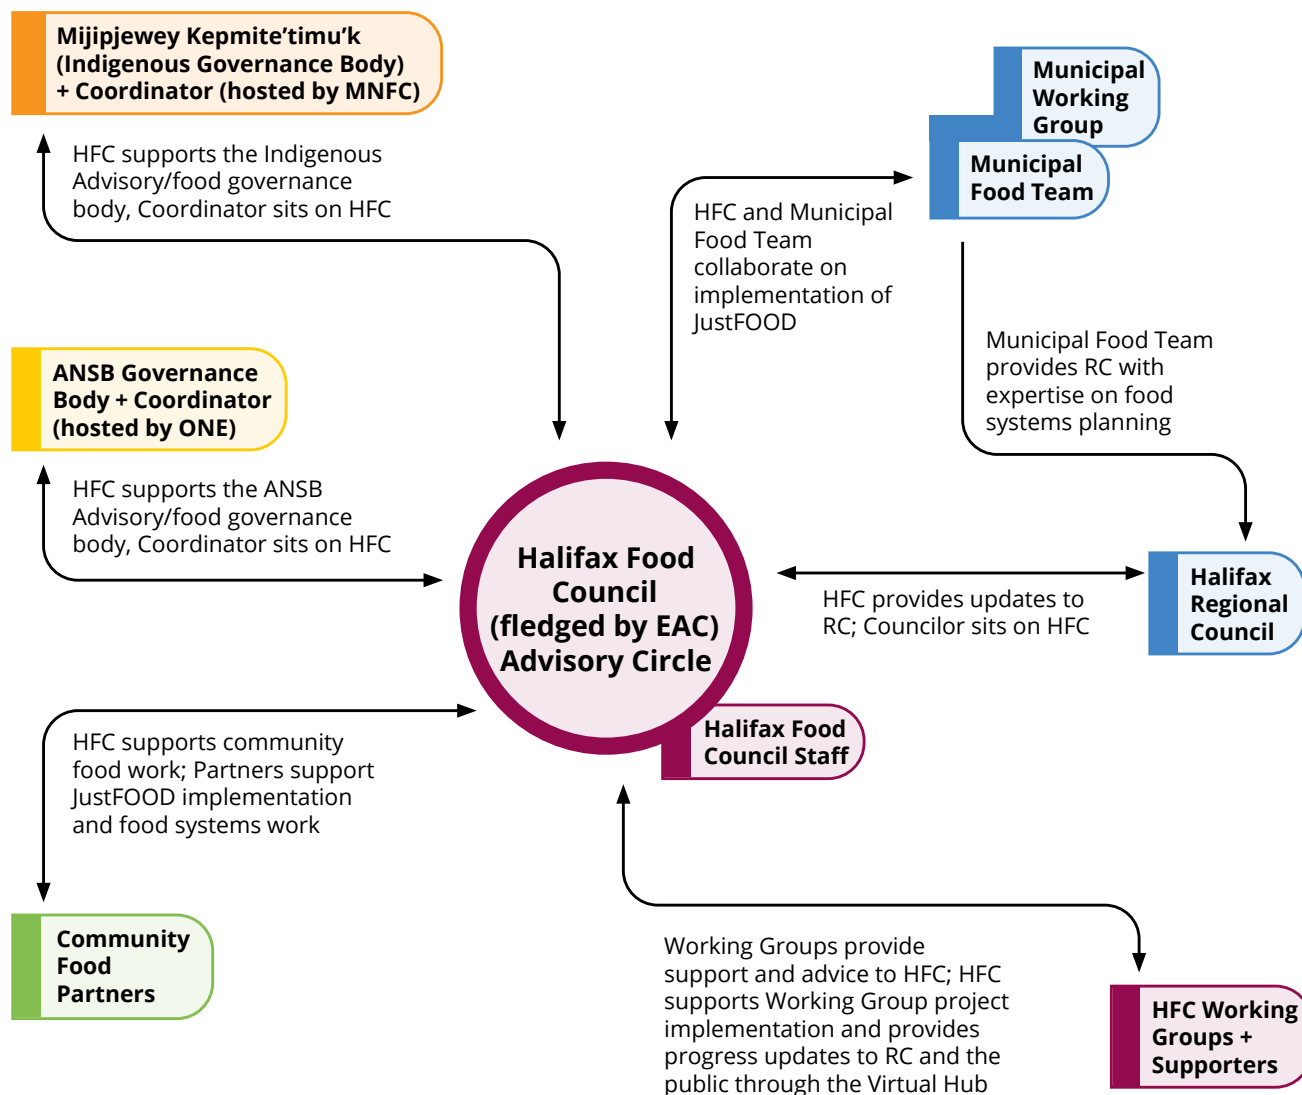 Mijipjewey Kepmite’timu’k
(Indigenous Governance Body)
+ Coordinator (hosted by MNFC)
HFC supports the Indigenous
Advisory/food governance
body, Coordinator sits on HFC
Municipal
Working
Group
Municipal
Food Team
HFC and Municipal
Food Team
collaborate on
implementation of
JustFOOD
Municipal Food Team
provides RC with
expertise on food
systems planning
ANSB Governance
Body + Coordinator
(hosted by ONE)
HFC supports the ANSB
Advisory/food governance
body, Coordinator sits on HFC
Halifax Food
Council
(fledged by EAC)
Advisory Circle
HFC provides updates to
RC; Councilor sits on HFC
Halifax
Regional
Council
Halifax Food
Council Staff
HFC supports community
food work; Partners support
JustFOOD implementation
and food systems work
Community
Food
Partners
Working Groups provide
support and advice to HFC; HFC
supports Working Group project
implementation and provides
progress updates to RC and the
public through the Virtual Hub
HFC Working
Groups +
Supporters